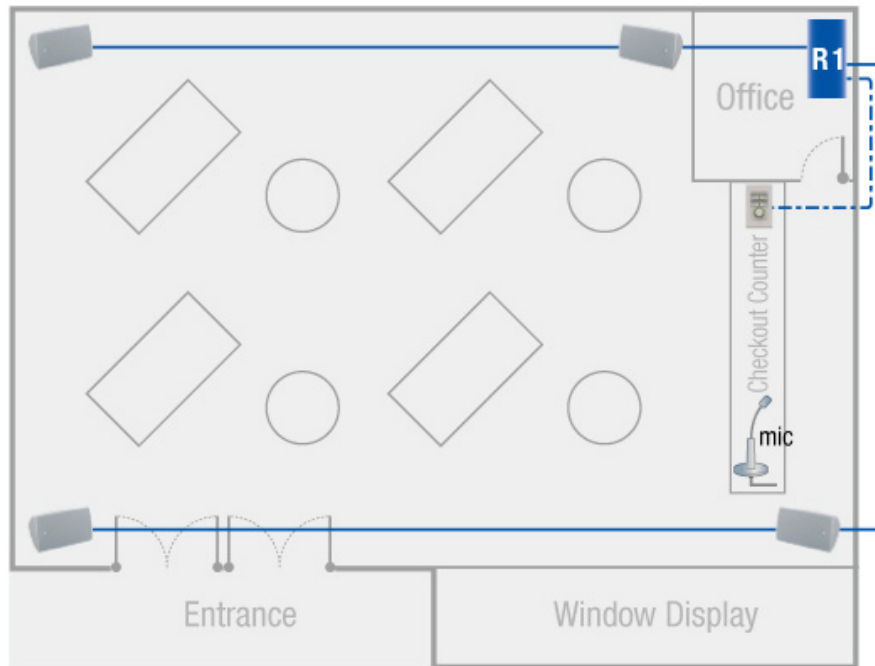 R1
Office
Checkout Counter
mic
Entrance
Window Display